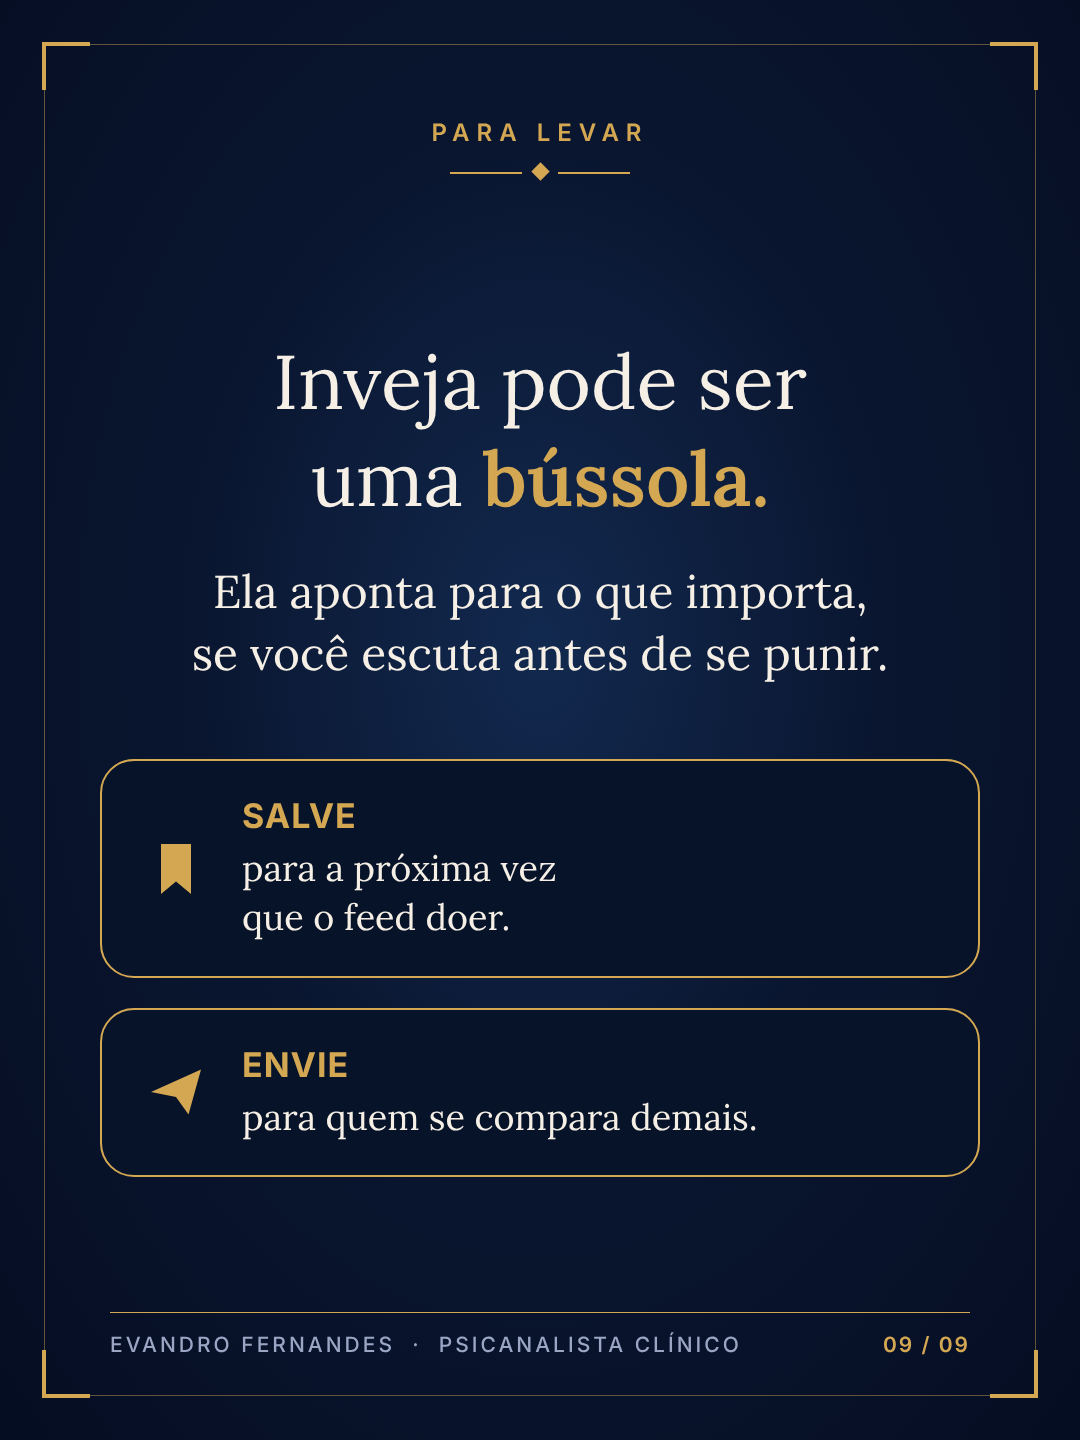 PARA LEVAR
Inveja pode ser
uma bússola.
Ela aponta para o que importa,
se você escuta antes de se punir.
SALVE
para a próxima vez
que o feed doer.
ENVIE
para quem se compara demais.
EVANDRO FERNANDES · PSICANALISTA CLÍNICO 09 / 09